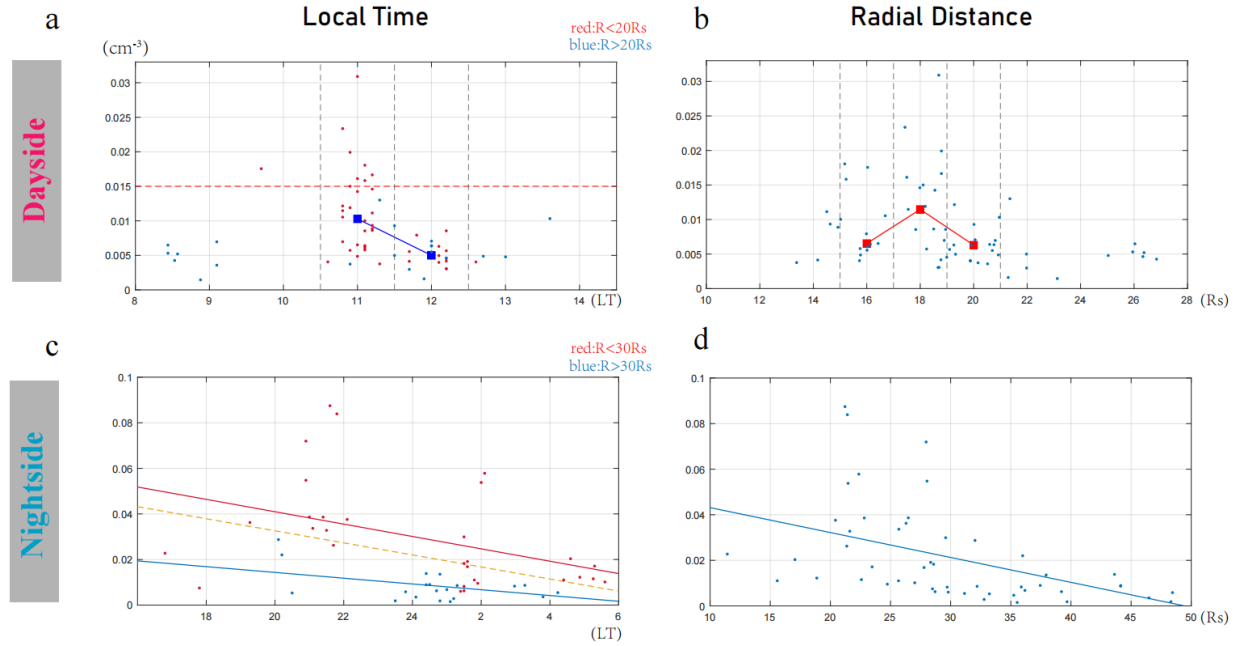 a
Local Time
red:R<20Rs
blue:R>20Rs
(cm-3)
b
Radial Distance
Dayside
0.03
0.025
0.02
0.015
0.01
0.005
0
8 9 10 11 12 13 14 (LT)
0.03
0.025
0.02
0.015
0.01
0.005
0
10 12 14 16 18 20 22 24 26 28 (Rs)
c
red:R<30Rs
blue:R>30Rs
d
Nightside
0.1
0.08
0.06
0.04
0.02
0
18 20 22 24 2 4 6
(LT)
0.1
0.08
0.06
0.04
0.02
0
10 15 20 25 30 35 40 45 50 (Rs)